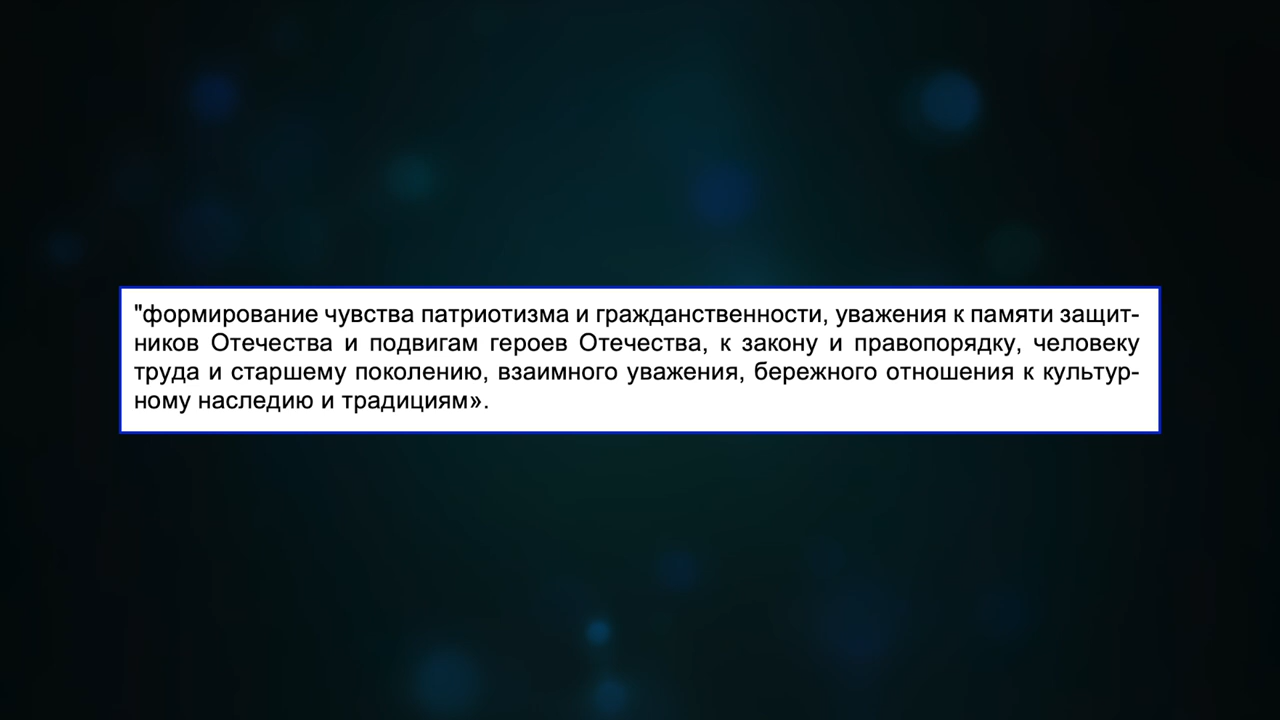 "формирование чувства патриотизма и гражданственности, уважения к памяти защит-
ников Отечества и подвигам героев Отечества, к закону и правопорядку, человеку
труда и старшему поколению, взаимного уважения, бережного отношения к культур-
ному наследию и традициям».